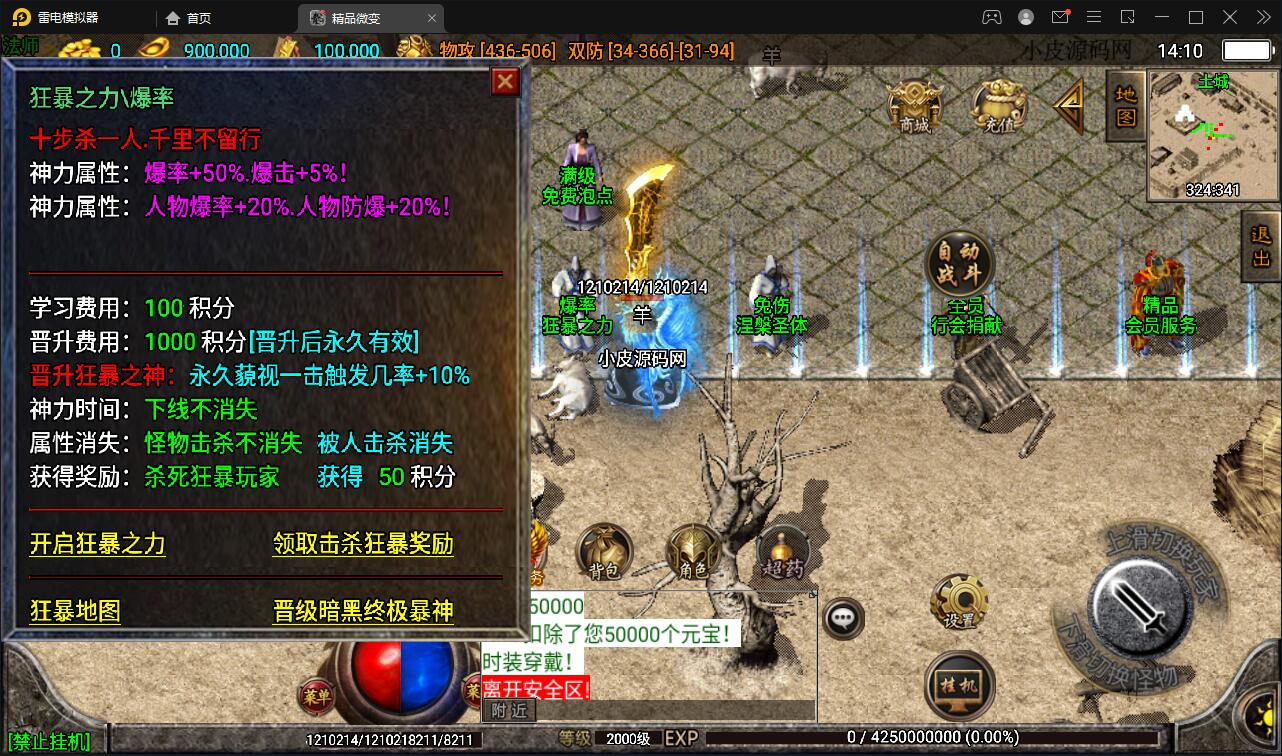 雷电模拟器
首页
精品微变
法师
0
900.000
100.000
物攻 [436-506] 双防 [34-366]-[31-94]
羊
小皮源码网
14:10
狂暴之力\爆率
十步杀一人.千里不留行
神力属性：爆率+50%.爆击+5%！
神力属性：人物爆率+20%.人物防爆+20%！
学习费用：100 积分
晋升费用：1000 积分[晋升后永久有效]
晋升狂暴之神：永久藐视一击触发几率+10%
神力时间：下线不消失
属性消失：怪物击杀不消失 被人击杀消失
获得奖励：杀死狂暴玩家 获得 50 积分
开启狂暴之力
领取击杀狂暴奖励
狂暴地图
晋级暗黑终极暴神
商城
充值
地图
土城
324:341
退出
满级
免费泡点
1210214/1210214
爆率
狂暴之力
羊
小皮源码网
免伤
涅槃圣体
自动
战斗
全员
行会捐献
精品
会员服务
务
背包
角色
超药
设置
上滑切换玩家
下滑切换怪物
挂机
50000
扣除了您50000个元宝！
时装穿戴！
离开安全区！
附近
菜单
菜
[禁止挂机]
1210214/1210218211/8211
等级 2000级 EXP
0 / 4250000000 (0.00%)